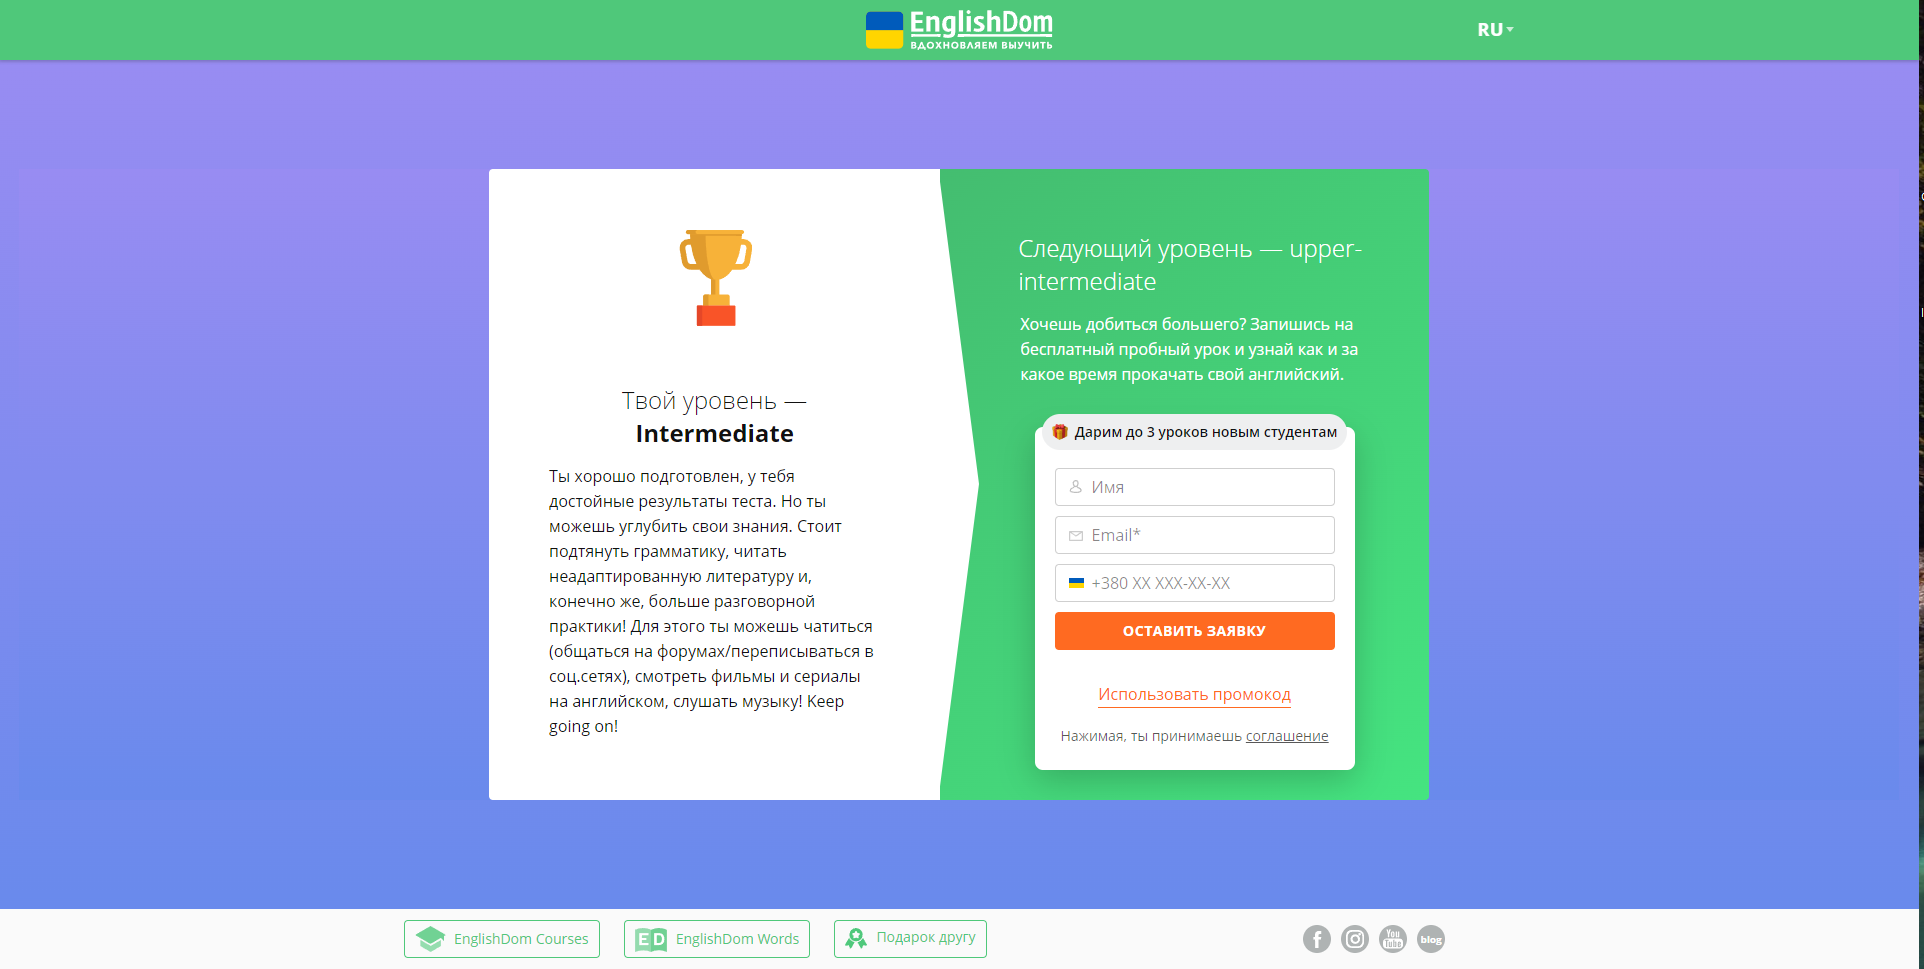 EnglishDom
ВДОХНОВЛЯЕМ ВЫУЧИТЬ
RU
Твой уровень —
Intermediate
Ты хорошо подготовлен, у тебя
достойные результаты теста. Но ты
можешь углубить свои знания. Стоит
подтянуть грамматику, читать
неадаптированную литературу и,
конечно же, больше разговорной
практики! Для этого ты можешь чатиться
(общаться на форумах/переписываться в
соц.сетях), смотреть фильмы и сериалы
на английском, слушать музыку! Keep
going on!
Следующий уровень — upper-
intermediate
Хочешь добиться большего? Запишись на
бесплатный пробный урок и узнай как и за
какое время прокачать свой английский.
Дарим до 3 уроков новым студентам
Имя
Email*
+380 XX XXX-XX-XX
ОСТАВИТЬ ЗАЯВКУ
Использовать промокод
Нажимая, ты принимаешь соглашение
EnglishDom Courses
ED EnglishDom Words
Подарок другу
f
You Tube
blog